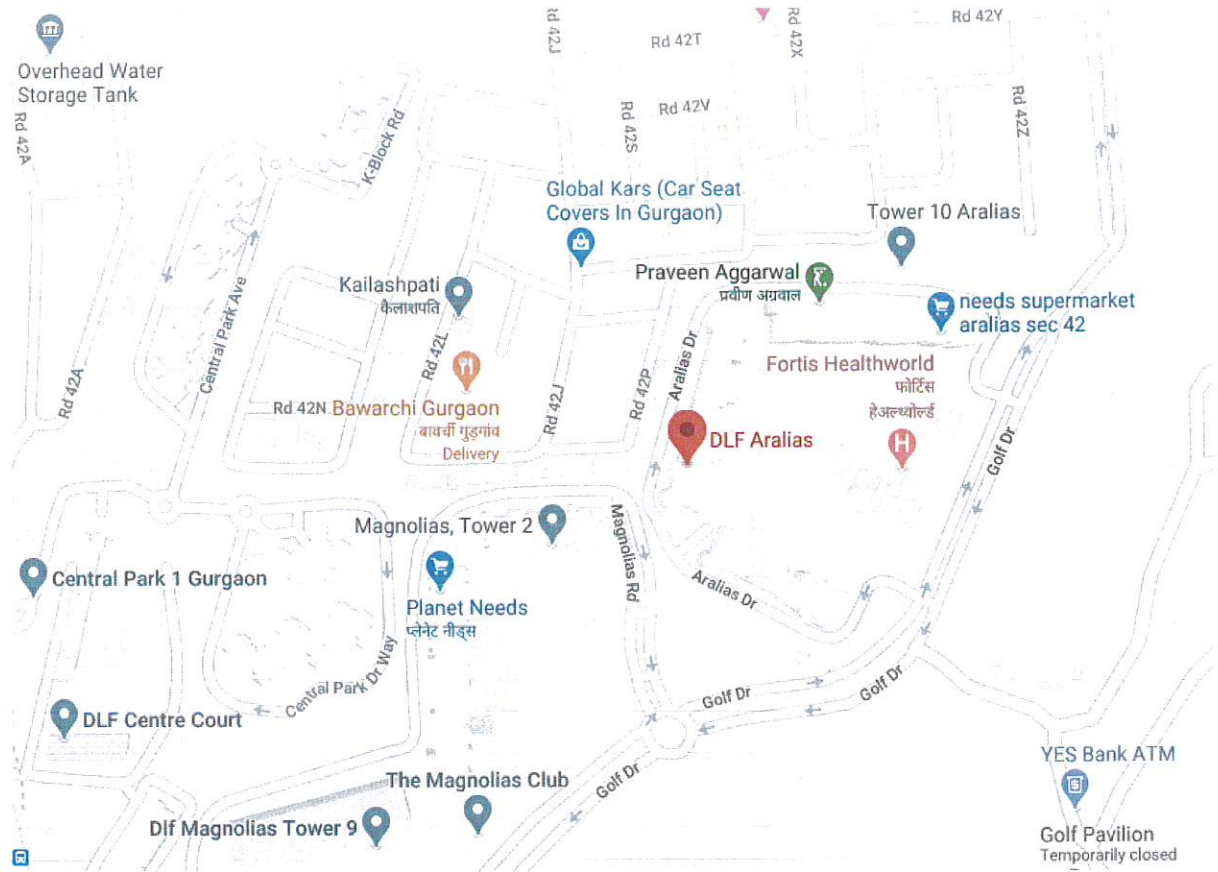 Rd 42J
Rd 42T
Rd 42X
Rd 42Y
Overhead Water
Storage Tank
Rd 42A
K-Block Rd
Rd 42S
Rd 42V
Rd 42Z
Global Kars (Car Seat
Covers In Gurgaon)
Tower 10 Aralias
Kailashpati
कैलाशपति
Praveen Aggarwal
प्रवीण अग्रवाल
needs supermarket
aralias sec 42
Central Park Ave
Rd 42L
Aralias Dr
Fortis Healthworld
फोर्टिस
हेअल्थ्वोर्ल्ड
H
Rd 42A
Rd 42N
Bawarchi Gurgaon
बावर्ची गुड़गांव
Delivery
Rd 42J
Rd 42P
DLF Aralias
Golf Dr
Magnolias, Tower 2
Magnolias Rd
Central Park 1 Gurgaon
Planet Needs
प्लेनेट नीड्स
Aralias Dr
Central Park Dr Way
Golf Dr
Golf Dr
DLF Centre Court
YES Bank ATM
The Magnolias Club
Golf Dr
Dlf Magnolias Tower 9
Golf Pavilion
Temporarily closed